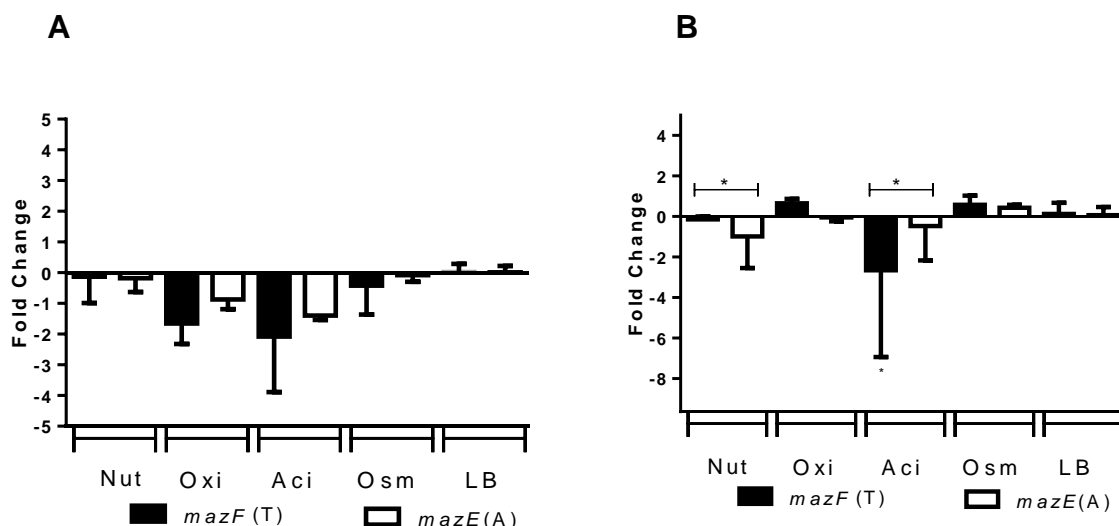 A
B
Fold Change
5
4
3
2
1
0
-1
-2
-3
-4
-5
Nut Oxi Aci Osm LB
mazF (T) mazE(A)
Fold Change
4
2
0
-2
-4
-6
-8
*
*
*
Nut Oxi Aci Osm LB
mazF (T) mazE(A)